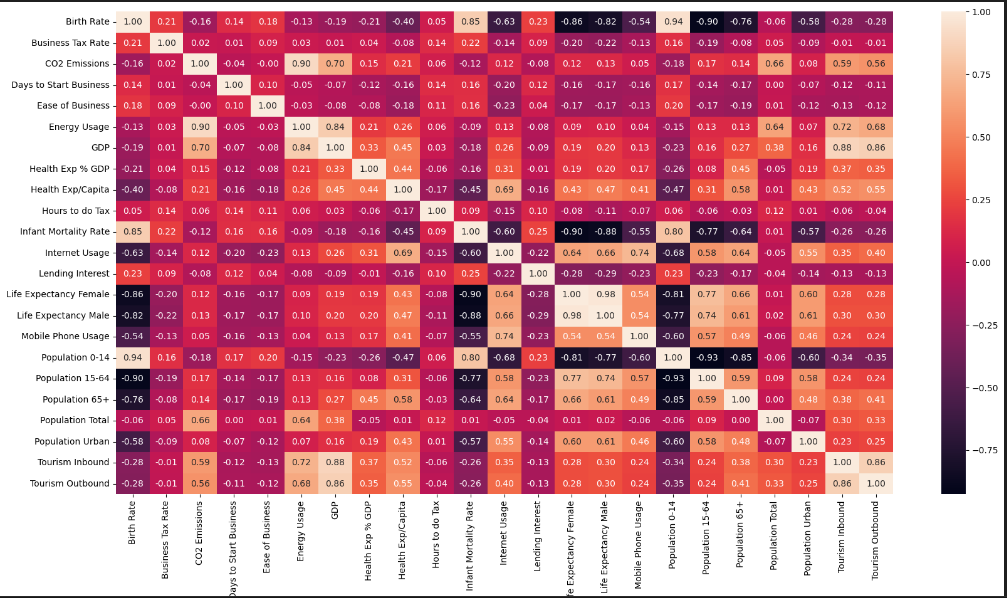 Birth Rate 1.00 0.21 -0.16 0.14 0.18 -0.13 -0.19 -0.21 -0.40 0.05 0.85 -0.63 0.23 -0.86 -0.82 -0.54 0.94 -0.90 -0.76 -0.06 -0.58 -0.28 -0.28
Business Tax Rate 0.21 1.00 0.02 0.01 0.09 0.03 0.01 0.04 -0.08 0.14 0.22 -0.14 0.09 -0.20 -0.22 -0.13 0.16 -0.19 -0.08 0.05 -0.09 -0.01 -0.01
CO2 Emissions -0.16 0.02 1.00 -0.04 -0.00 0.90 0.70 0.15 0.21 0.06 -0.12 0.12 -0.08 0.12 0.13 0.05 -0.18 0.17 0.14 0.66 0.08 0.59 0.56
Days to Start Business 0.14 0.01 -0.04 1.00 0.10 -0.05 -0.07 -0.12 -0.16 0.14 0.16 -0.20 0.12 -0.16 -0.16 -0.16 0.17 -0.14 -0.17 0.00 -0.07 -0.12 -0.11
Ease of Business 0.18 0.09 -0.00 0.10 1.00 -0.03 -0.08 -0.08 -0.18 0.11 0.16 -0.23 0.04 -0.17 -0.17 -0.13 0.20 -0.17 -0.19 0.01 -0.12 -0.13 -0.12
Energy Usage -0.13 0.03 0.90 -0.05 -0.03 1.00 0.84 0.21 0.26 0.06 -0.09 0.13 -0.08 0.09 0.10 0.04 -0.15 0.13 0.13 0.64 0.07 0.72 0.68
GDP -0.19 0.01 0.70 -0.07 -0.08 0.84 1.00 0.33 0.45 0.03 -0.18 0.26 -0.09 0.19 0.20 0.13 -0.23 0.16 0.27 0.38 0.16 0.88 0.86
Health Exp % GDP -0.21 0.04 0.15 -0.12 -0.08 0.21 0.33 1.00 0.44 -0.06 -0.16 0.31 -0.01 0.19 0.20 0.17 -0.26 0.08 0.45 -0.05 0.19 0.37 0.35
Health Exp/Capita -0.40 -0.08 0.21 -0.16 -0.18 0.26 0.45 0.44 1.00 -0.17 -0.45 0.69 -0.16 0.43 0.47 0.41 -0.47 0.31 0.58 0.01 0.43 0.52 0.55
Hours to do Tax 0.05 0.14 0.06 0.14 0.11 0.06 0.03 -0.06 -0.17 1.00 0.09 -0.15 0.10 -0.08 -0.11 -0.07 0.06 -0.06 -0.03 0.12 0.01 -0.06 -0.04
Infant Mortality Rate 0.85 0.22 -0.12 0.16 0.16 -0.09 -0.18 -0.16 -0.45 0.09 1.00 -0.60 0.25 -0.90 -0.88 -0.55 0.80 -0.77 -0.64 0.01 -0.57 -0.26 -0.26
Internet Usage -0.63 -0.14 0.12 -0.20 -0.23 0.13 0.26 0.31 0.69 -0.15 -0.60 1.00 -0.22 0.64 0.66 0.74 -0.68 0.58 0.64 -0.05 0.55 0.35 0.40
Lending Interest 0.23 0.09 -0.08 0.12 0.04 -0.08 -0.09 -0.01 -0.16 0.10 0.25 -0.22 1.00 -0.28 -0.29 -0.23 0.23 -0.23 -0.17 -0.04 -0.14 -0.13 -0.13
Life Expectancy Female -0.86 -0.20 0.12 -0.16 -0.17 0.09 0.19 0.19 0.43 -0.08 -0.90 0.64 -0.28 1.00 0.98 0.54 -0.81 0.77 0.66 0.01 0.60 0.28 0.28
Life Expectancy Male -0.82 -0.22 0.13 -0.16 -0.17 0.10 0.20 0.20 0.47 -0.11 -0.88 0.66 -0.29 0.98 1.00 0.54 -0.77 0.74 0.61 0.02 0.61 0.30 0.30
Mobile Phone Usage -0.54 -0.13 0.05 -0.16 -0.13 0.04 0.13 0.17 0.41 -0.07 -0.55 0.74 -0.23 0.54 0.54 1.00 -0.60 0.57 0.49 -0.06 0.46 0.24 0.24
Population 0-14 0.94 0.16 -0.18 0.17 0.20 -0.15 -0.23 -0.26 -0.47 0.06 0.80 -0.68 0.23 -0.81 -0.77 -0.60 1.00 -0.93 -0.85 -0.06 -0.60 -0.34 -0.35
Population 15-64 -0.90 -0.19 0.17 -0.14 -0.17 0.13 0.16 0.08 0.31 -0.06 -0.77 0.58 -0.23 0.77 0.74 0.57 -0.93 1.00 0.59 0.09 0.58 0.24 0.24
Population 65+ -0.76 -0.08 0.14 -0.17 -0.19 0.13 0.27 0.45 0.58 -0.03 -0.64 0.64 -0.17 0.66 0.61 0.49 -0.85 0.59 1.00 0.00 0.48 0.38 0.41
Population Total -0.06 0.05 0.66 0.00 0.01 0.64 0.38 -0.05 0.01 0.12 0.01 -0.05 -0.04 0.01 0.02 -0.06 -0.06 0.09 0.00 1.00 -0.07 0.30 0.33
Population Urban -0.58 -0.09 0.08 -0.07 -0.12 0.07 0.16 0.19 0.43 0.01 -0.57 0.55 -0.14 0.60 0.61 0.46 -0.60 0.58 0.48 -0.07 1.00 0.23 0.25
Tourism Inbound -0.28 -0.01 0.59 -0.12 -0.13 0.72 0.88 0.37 0.52 -0.06 -0.26 0.35 -0.13 0.28 0.30 0.24 -0.34 0.24 0.38 0.30 0.23 1.00 0.86
Tourism Outbound -0.28 -0.01 0.56 -0.11 -0.12 0.68 0.86 0.35 0.55 -0.04 -0.26 0.40 -0.13 0.28 0.30 0.24 -0.35 0.24 0.41 0.33 0.25 0.86 1.00
Birth Rate
Business Tax Rate
CO2 Emissions
Days to Start Business
Ease of Business
Energy Usage
GDP
Health Exp % GDP
Health Exp/Capita
Hours to do Tax
Infant Mortality Rate
Internet Usage
Lending Interest
fe Expectancy Female
Life Expectancy Male
Mobile Phone Usage
Population 0-14
Population 15-64
Population 65+
Population Total
Population Urban
Tourism Inbound
Tourism Outbound
1.00
0.75
0.50
0.25
0.00
-0.25
-0.50
-0.75